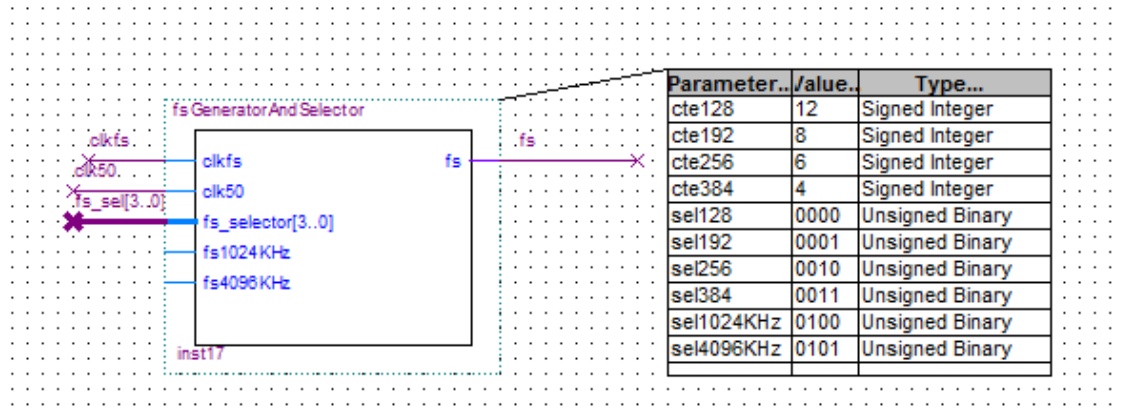 Parameter.. Value.. Type...
fsGeneratorAndSelector
cte128 12 Signed Integer
clkfs
fs
cte192 8 Signed Integer
clkfs fs
cte256 6 Signed Integer
clk50
clk50
cte384 4 Signed Integer
fs_sel[3..0]
fs_selector[3..0]
sel128 0000 Unsigned Binary
sel192 0001 Unsigned Binary
fs1024KHz
sel256 0010 Unsigned Binary
fs4096KHz
sel384 0011 Unsigned Binary
sel1024KHz 0100 Unsigned Binary
sel4096KHz 0101 Unsigned Binary
inst17